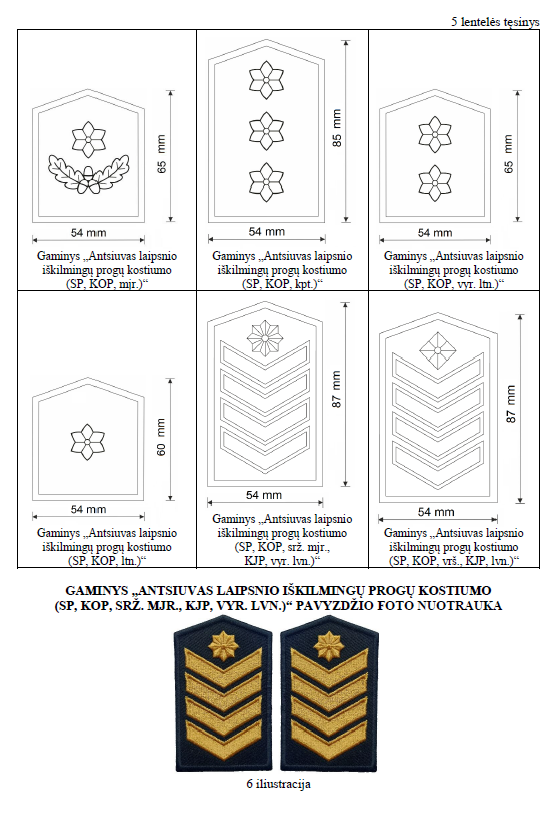 5 lentelės tęsinys
65 mm
54 mm
Gaminys „Antsiuvas laipsnio
iškilmingų progų kostiumo
(SP, KOP, mjr.)“
85 mm
54 mm
Gaminys „Antsiuvas laipsnio
iškilmingų progų kostiumo
(SP, KOP, kpt.)“
65 mm
54 mm
Gaminys „Antsiuvas laipsnio
iškilmingų progų kostiumo
(SP, KOP, vyr. ltn.)“
60 mm
54 mm
Gaminys „Antsiuvas laipsnio
iškilmingų progų kostiumo
(SP, KOP, ltn.)“
87 mm
54 mm
Gaminys „Antsiuvas laipsnio
iškilmingų progų kostiumo
(SP, KOP, srž. mjr.,
KJP, vyr. lvn.)“
87 mm
54 mm
Gaminys „Antsiuvas laipsnio
iškilmingų progų kostiumo
(SP, KOP, vrš., KJP, lvn.)“
GAMINYS „ANTSIUVAS LAIPSNIO IŠKILMINGŲ PROGŲ KOSTIUMO
(SP, KOP, SRŽ. MJR., KJP, VYR. LVN.)“ PAVYZDŽIO FOTO NUOTRAUKA
6 iliustracija